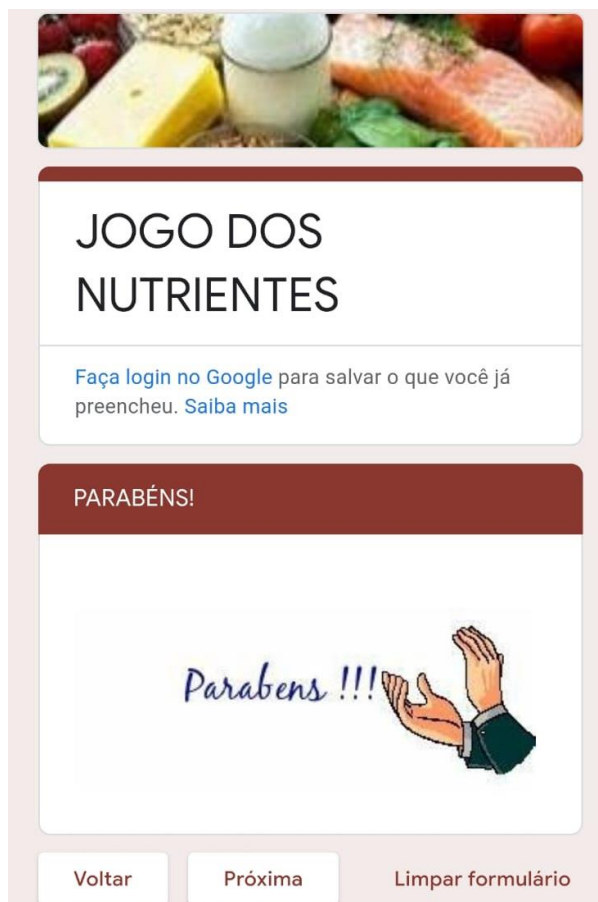 JOGO DOS
NUTRIENTES
Faça login no Google para salvar o que você já
preencheu. Saiba mais
PARABÉNS!
Parabens !!!
Voltar Próxima Limpar formulário